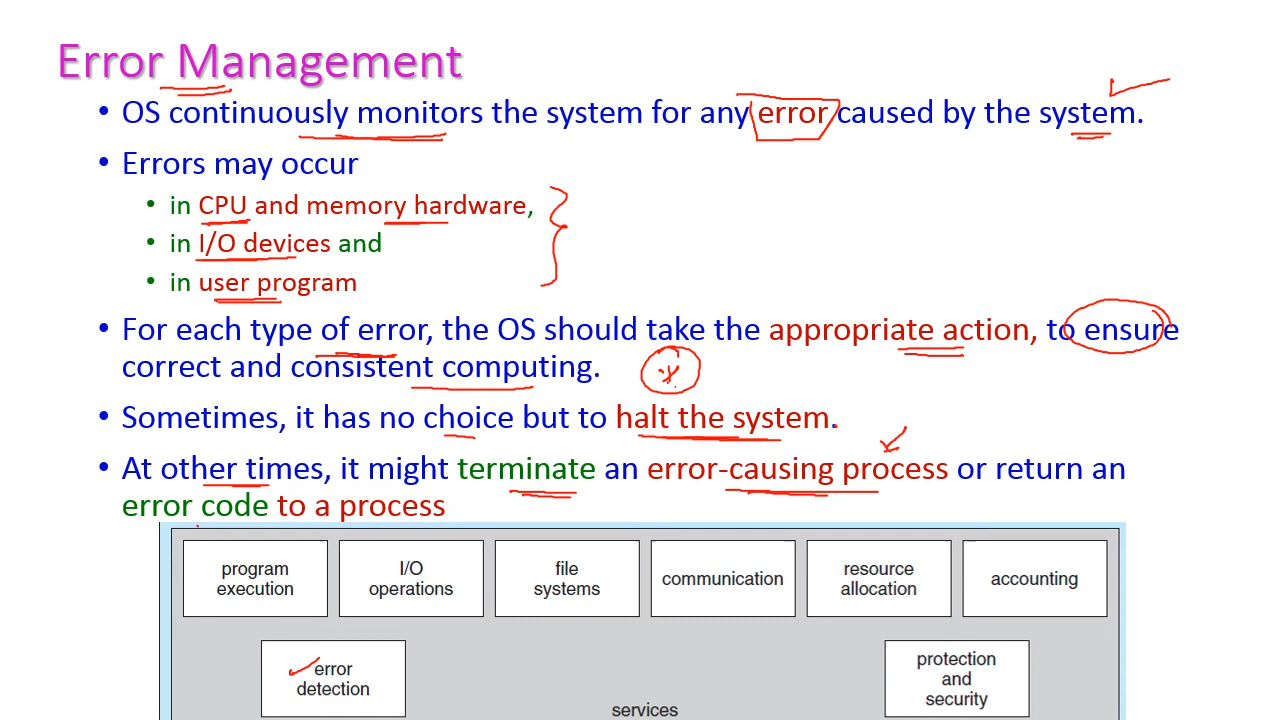 Error Management
• OS continuously monitors the system for any error caused by the system.
• Errors may occur
• in CPU and memory hardware,
• in I/O devices and
• in user program
• For each type of error, the OS should take the appropriate action, to ensure
correct and consistent computing.
• Sometimes, it has no choice but to halt the system.
• At other times, it might terminate an error-causing process or return an
error code to a process
program
execution
I/O
operations
file
systems
communication
resource
allocation
accounting
error
detection
protection
and
security
services